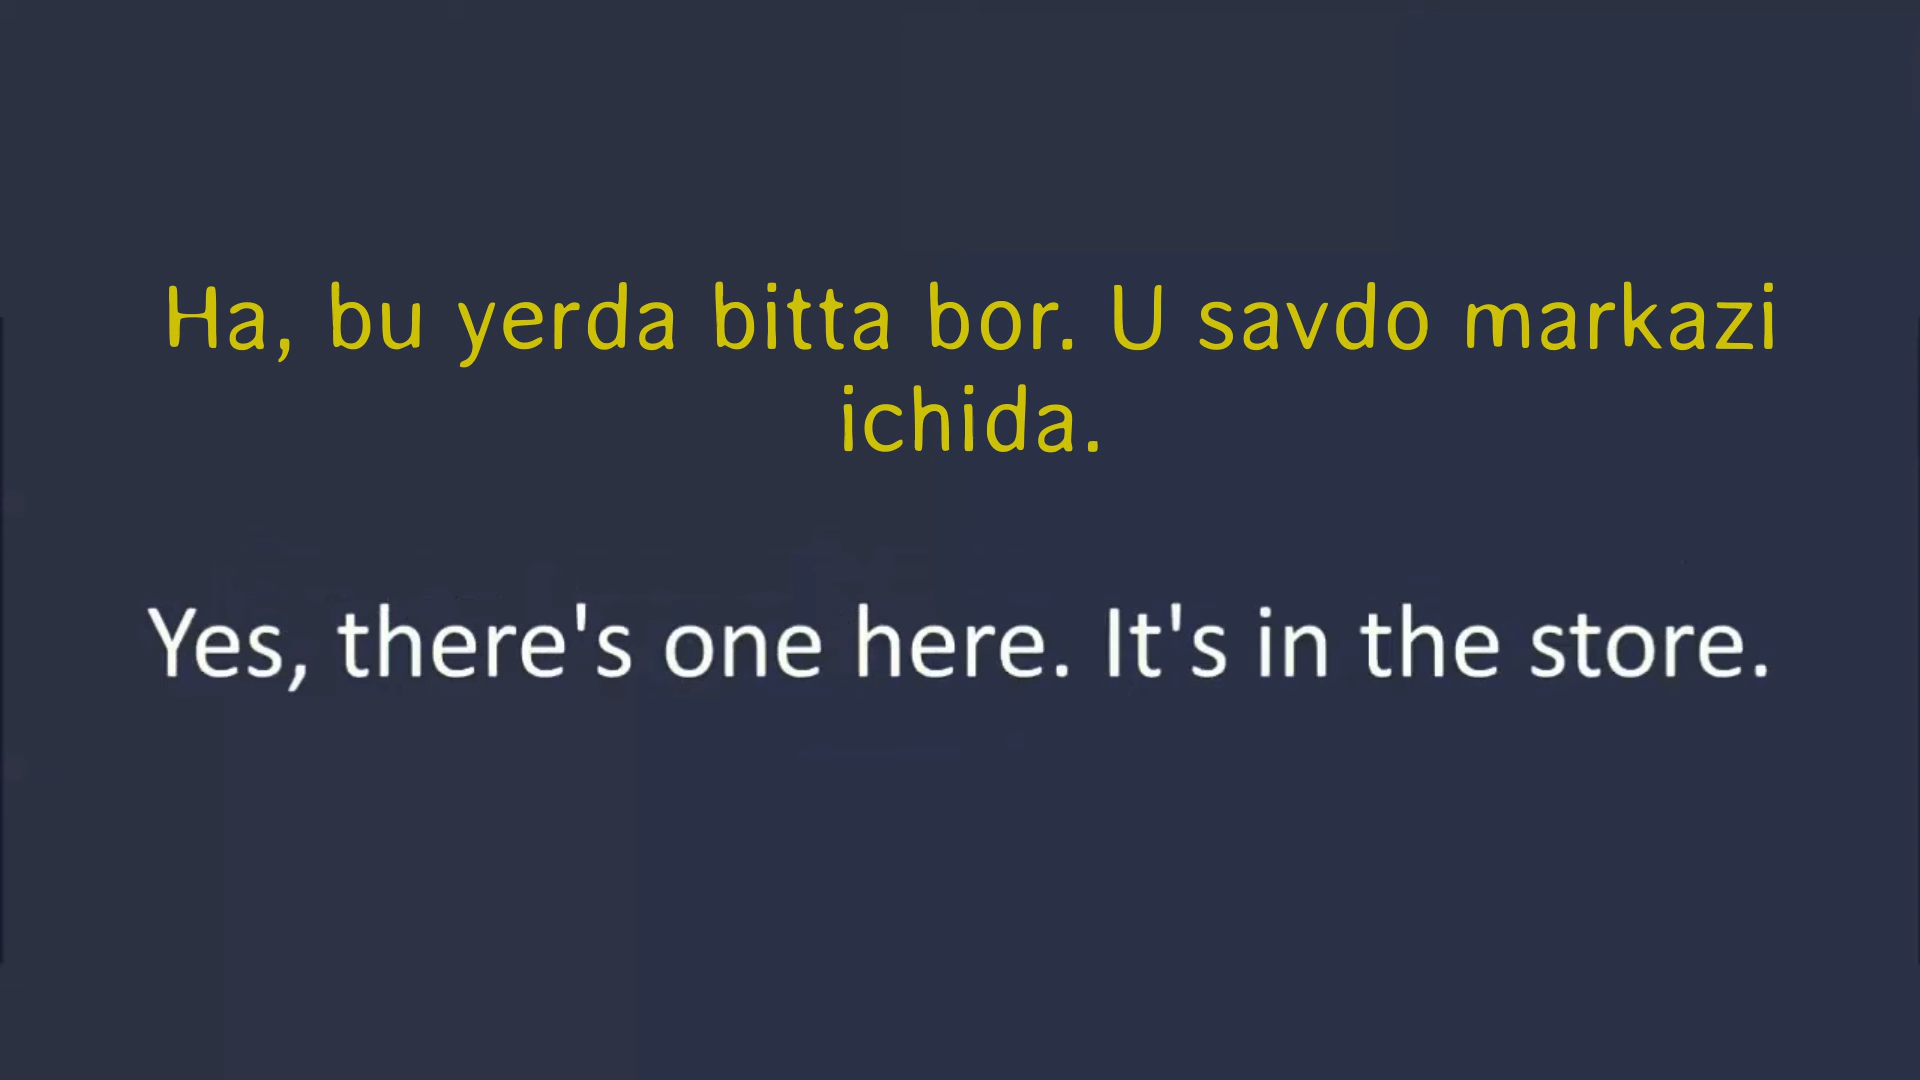 Ha, bu yerda bitta bor. U savdo markazi
ichida.
Yes, there's one here. It's in the store.